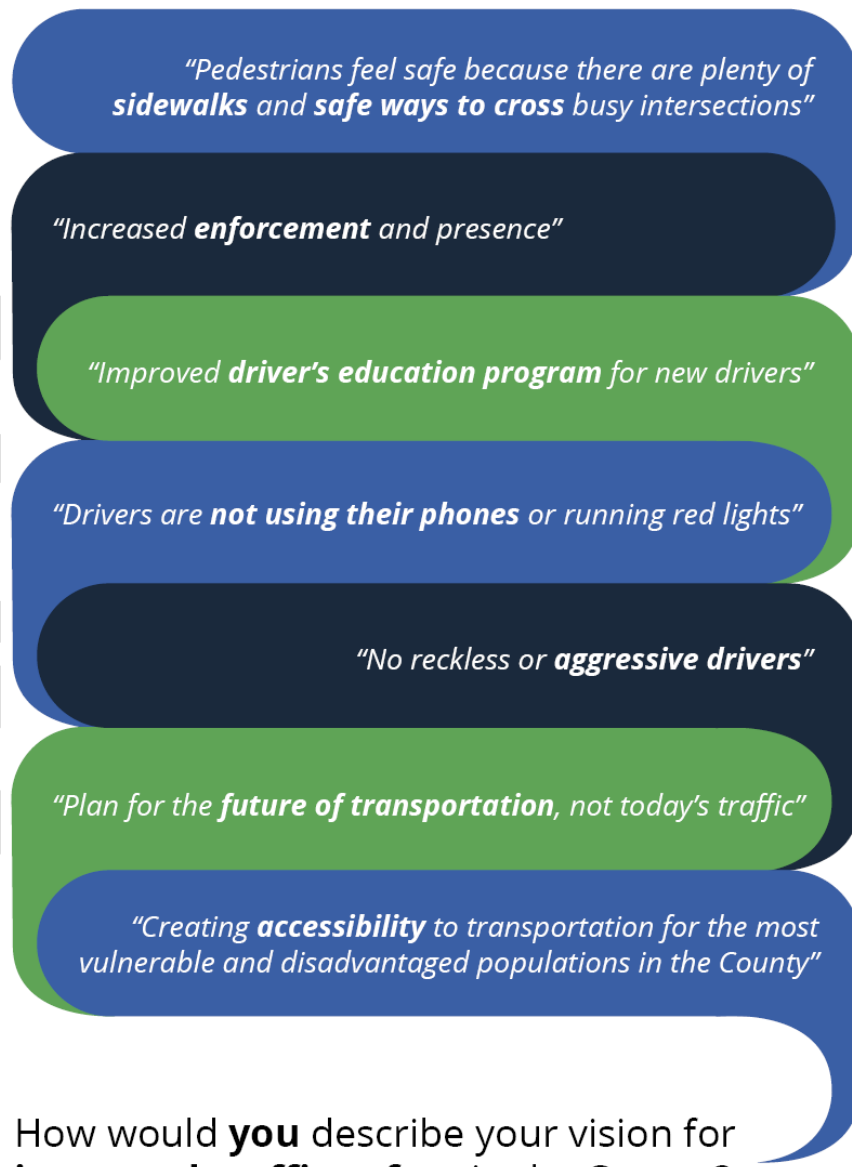 “Pedestrians feel safe because there are plenty of
sidewalks and safe ways to cross busy intersections”
“Increased enforcement and presence”
“Improved driver’s education program for new drivers”
“Drivers are not using their phones or running red lights”
“No reckless or aggressive drivers”
“Plan for the future of transportation, not today’s traffic”
“Creating accessibility to transportation for the most
vulnerable and disadvantaged populations in the County”
How would you describe your vision for